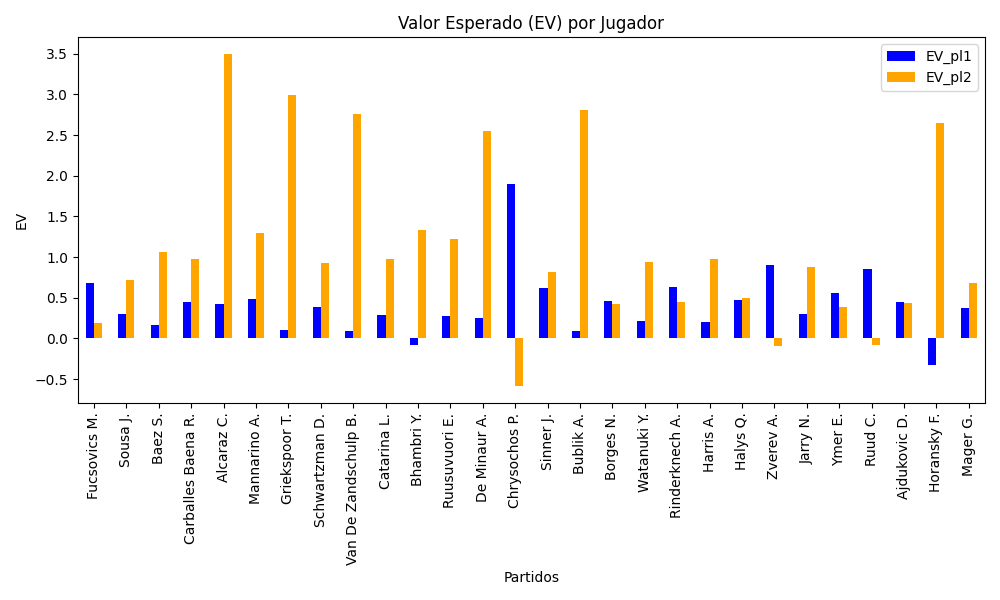 Valor Esperado (EV) por Jugador
EV_pl1
EV_pl2
EV
3.5
3.0
2.5
2.0
1.5
1.0
0.5
0.0
−0.5
Fucsovics M.
Sousa J.
Baez S.
Carballes Baena R.
Alcaraz C.
Mannarino A.
Griekspoor T.
Schwartzman D.
Van De Zandschulp B.
Catarina L.
Bhambri Y.
Ruusuvuori E.
De Minaur A.
Chrysochos P.
Sinner J.
Bublik A.
Borges N.
Watanuki Y.
Rinderknech A.
Harris A.
Halys Q.
Zverev A.
Jarry N.
Ymer E.
Ruud C.
Ajdukovic D.
Horansky F.
Mager G.
Partidos